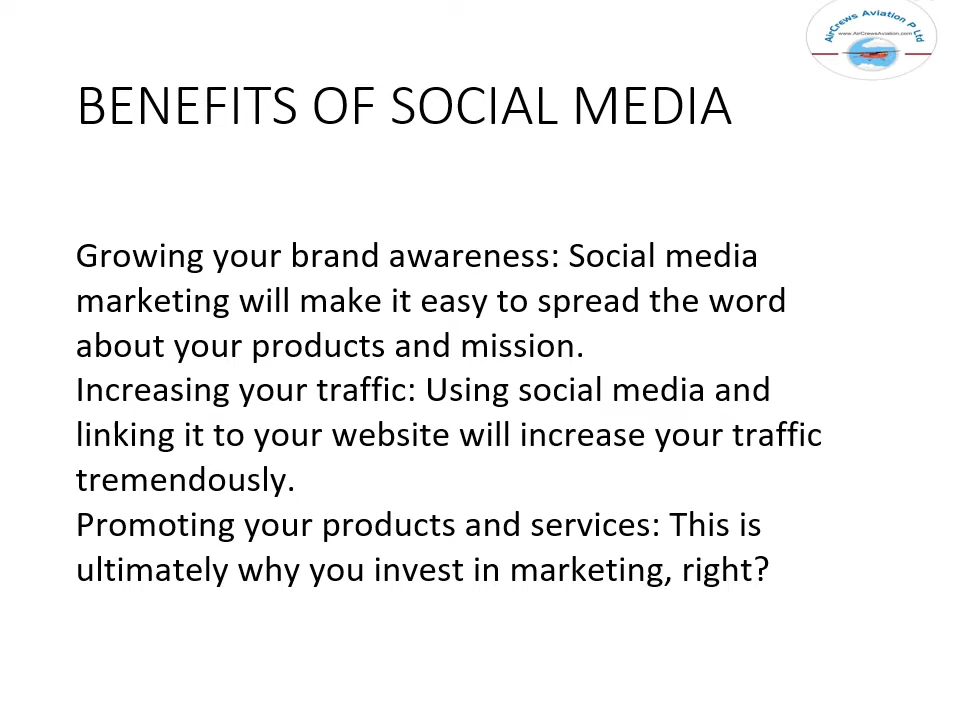 AirCrews Aviation P Ltd
www.AirCrewsAviation.com
BENEFITS OF SOCIAL MEDIA
Growing your brand awareness: Social media
marketing will make it easy to spread the word
about your products and mission.
Increasing your traffic: Using social media and
linking it to your website will increase your traffic
tremendously.
Promoting your products and services: This is
ultimately why you invest in marketing, right?